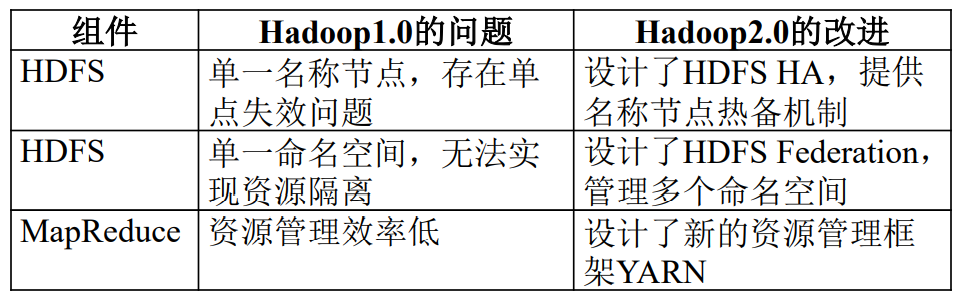 组件 Hadoop1.0的问题 Hadoop2.0的改进
HDFS 单一名称节点，存在单 设计了HDFS HA，提供
点失效问题 名称节点热备机制
HDFS 单一命名空间，无法实 设计了HDFS Federation，
现资源隔离 管理多个命名空间
MapReduce 资源管理效率低 设计了新的资源管理框
架YARN